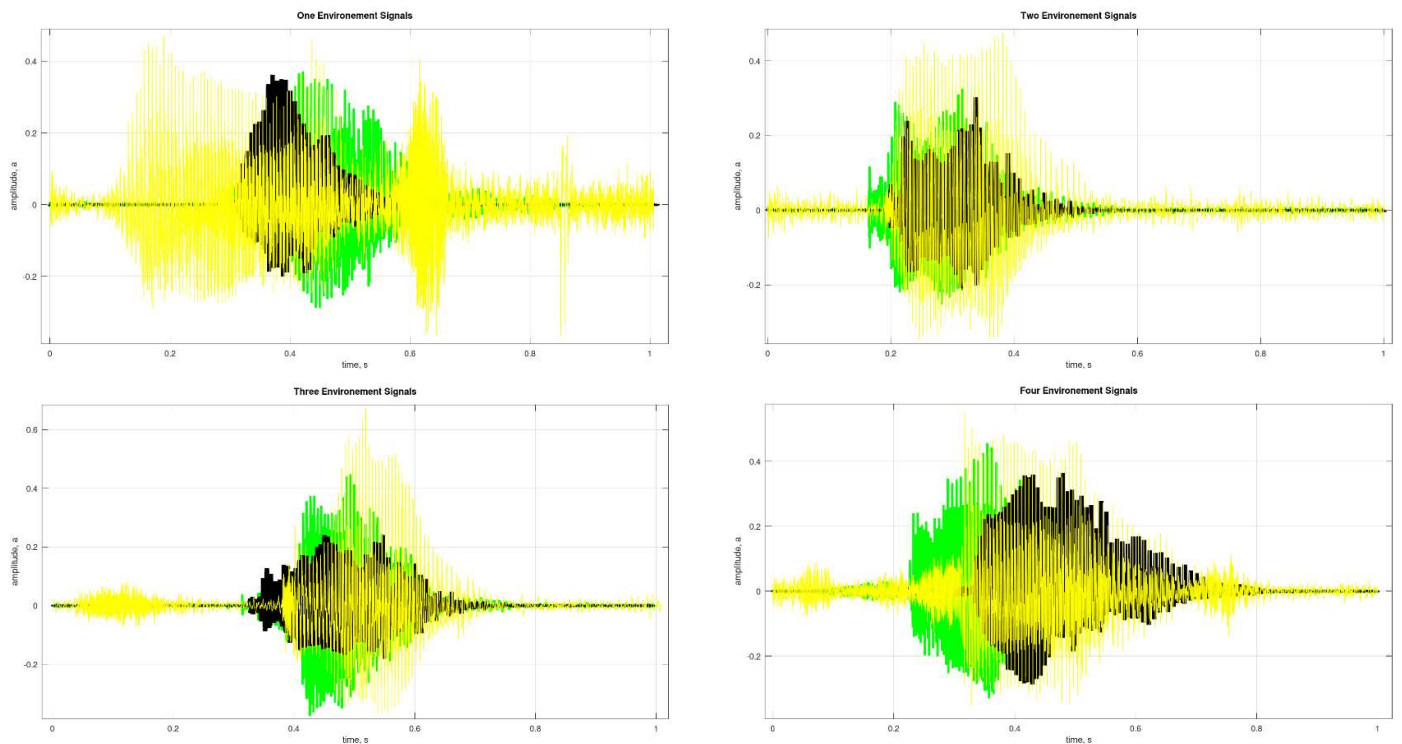 One Environement Signals
0.4
0.2
0
-0.2
amplitude, a
0 0.2 0.4 0.6 0.8 1
time, s
Two Environement Signals
0.4
0.2
0
-0.2
amplitude, a
0 0.2 0.4 0.6 0.8 1
time, s
Three Environement Signals
0.6
0.4
0.2
0
-0.2
amplitude, a
0 0.2 0.4 0.6 0.8 1
time, s
Four Environement Signals
0.4
0.2
0
-0.2
amplitude, a
0 0.2 0.4 0.6 0.8 1
time, s